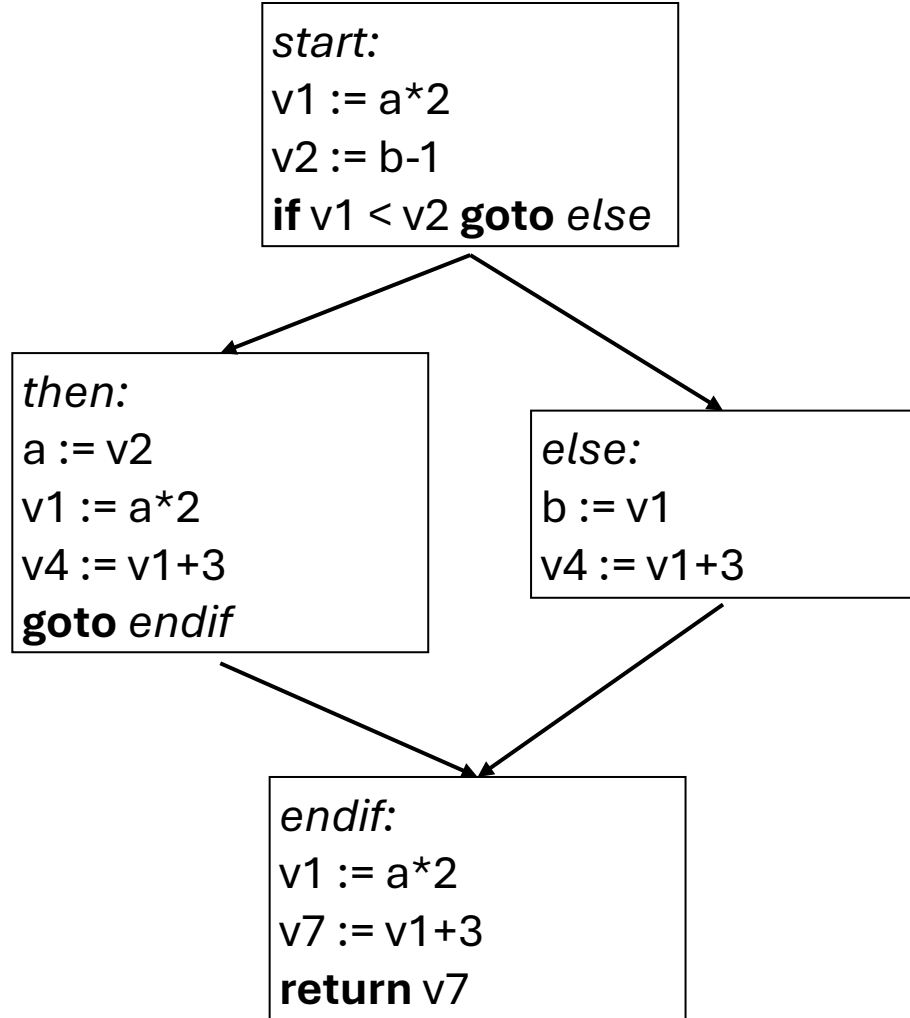 start:
v1 := a*2
v2 := b-1
if v1 < v2 goto else
then:
a := v2
v1 := a*2
v4 := v1+3
goto endif
else:
b := v1
v4 := v1+3
endif:
v1 := a*2
v7 := v1+3
return v7